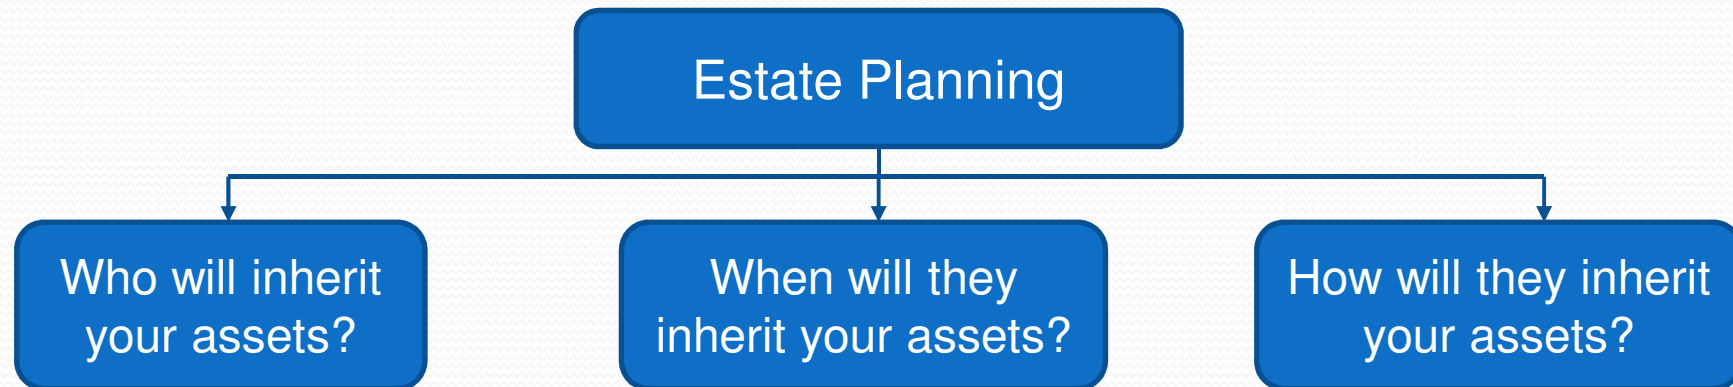 Estate Planning
Who will inherit
your assets?
When will they
inherit your assets?
How will they inherit
your assets?